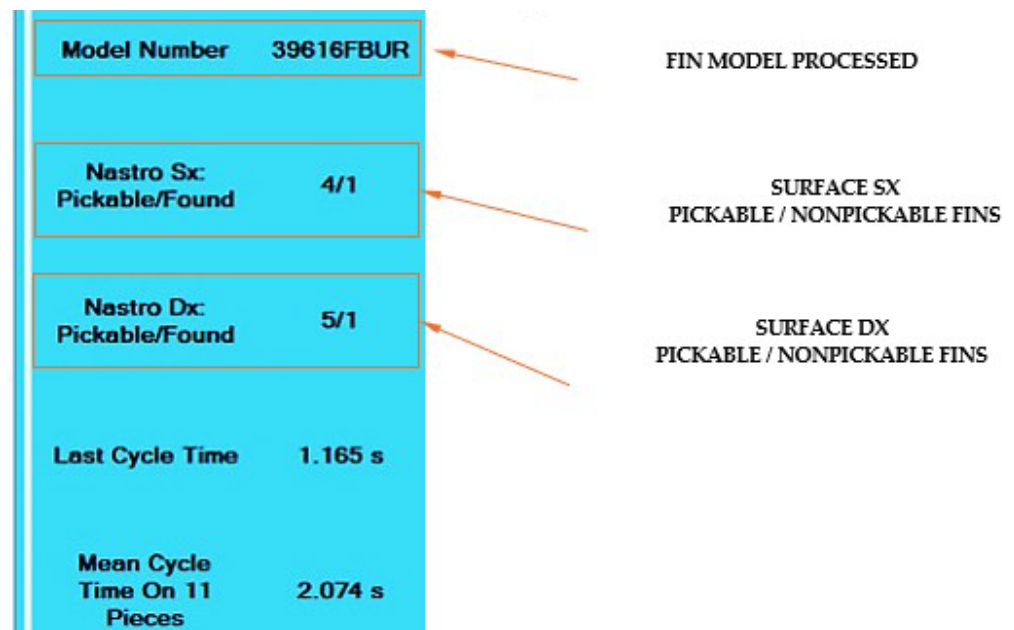 Model Number 39616FBUR
FIN MODEL PROCESSED
Nastro Sx:
Pickable/Found
4/1
SURFACE SX
PICKABLE / NONPICKABLE FINS
Nastro Dx:
Pickable/Found
5/1
SURFACE DX
PICKABLE / NONPICKABLE FINS
Last Cycle Time 1.165 s
Mean Cycle
Time On 11
Pieces
2.074 s